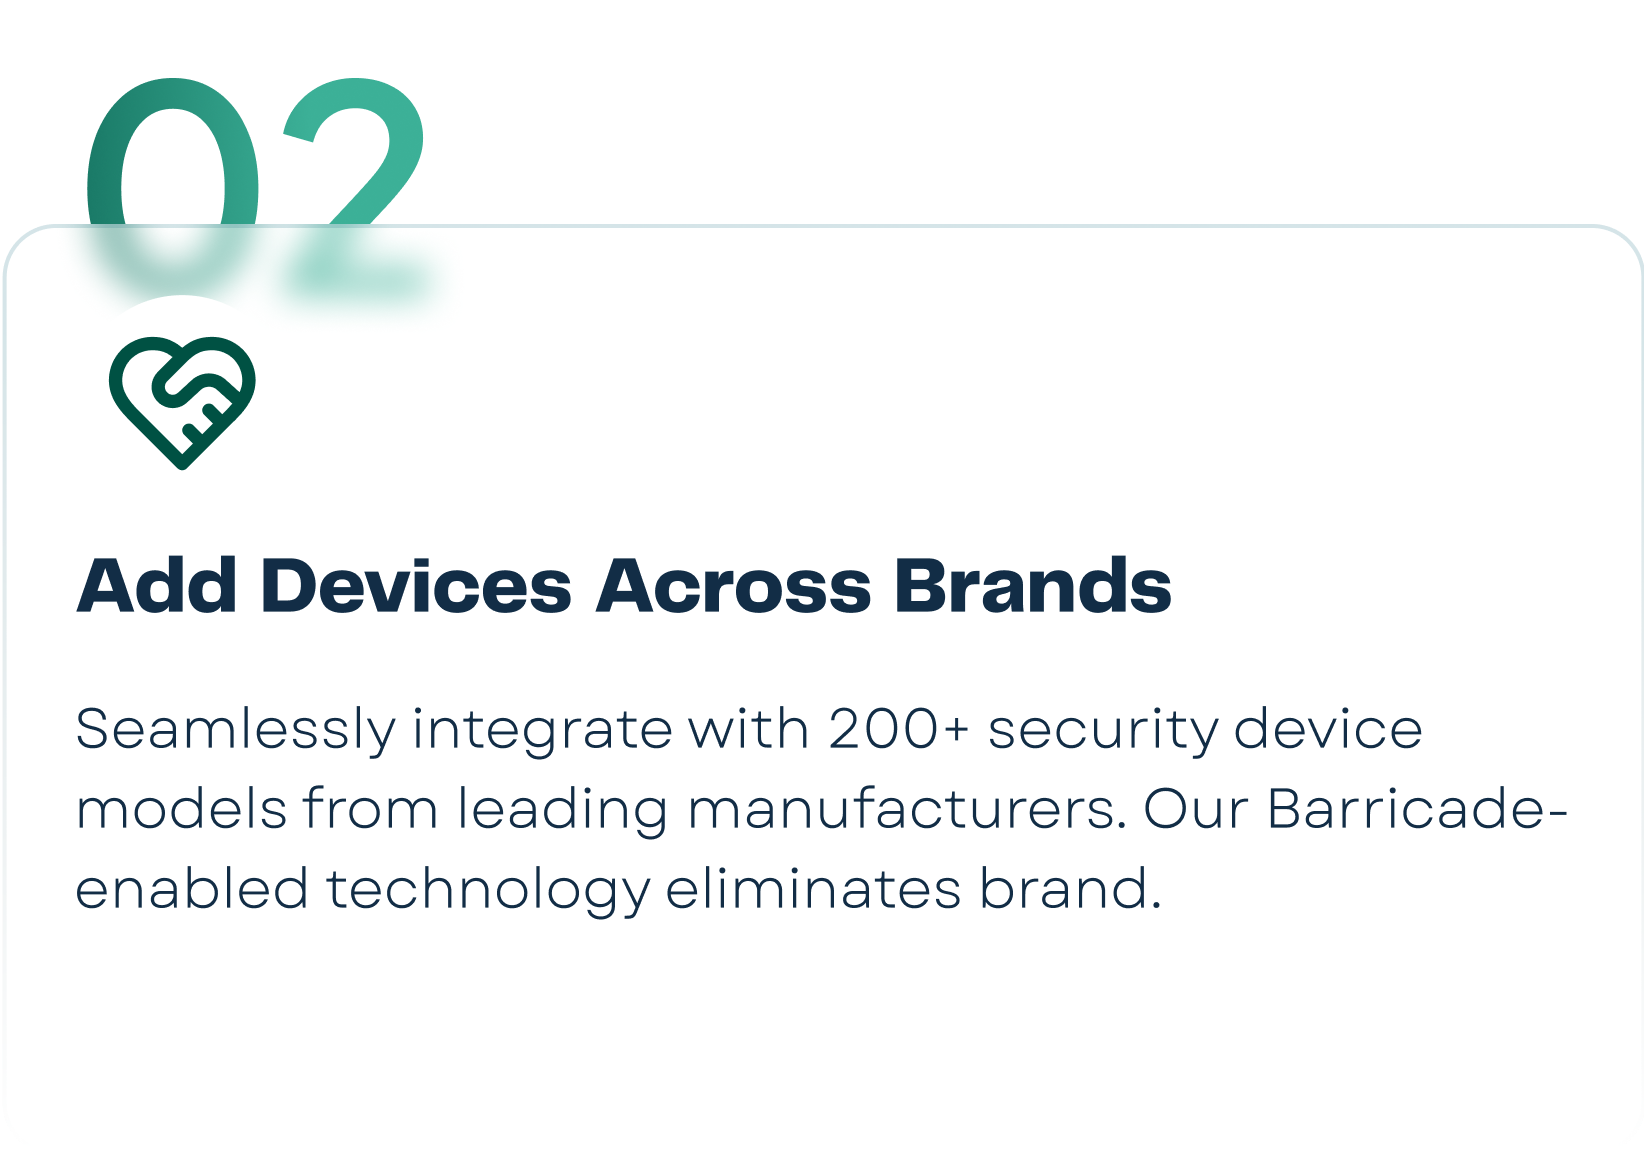 02
Add Devices Across Brands
Seamlessly integrate with 200+ security device
models from leading manufacturers. Our Barricade-
enabled technology eliminates brand.